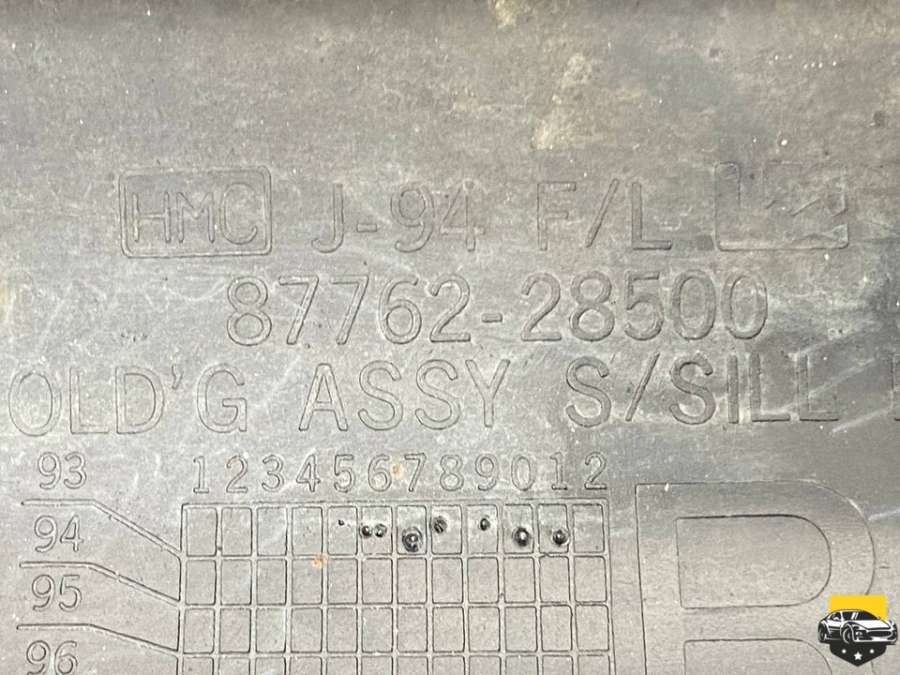 HMC J-94 F/L
87762-28500
OLD'G ASSY S/SILL
93 123456789012
94
95
96
R